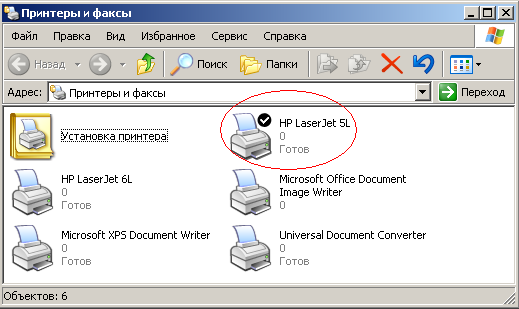 Принтеры и факсы
Файл Правка Вид Избранное Сервис Справка
Назад Поиск Папки
Адрес: Принтеры и факсы Переход
Установка принтера
HP LaserJet 5L
0
Готов
HP LaserJet 6L
0
Готов
Microsoft Office Document
Image Writer
0
Готов
Microsoft XPS Document Writer
0
Готов
Universal Document Converter
0
Готов
Объектов: 6